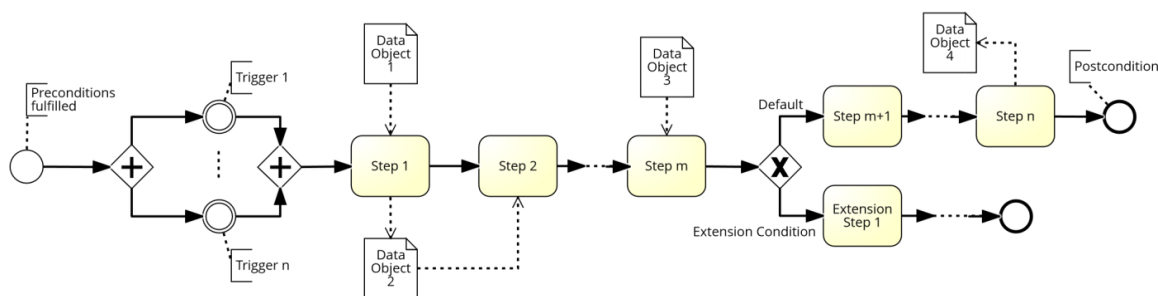 Data
Object
1
Data
Object
3
Data
Object
4
Preconditions
fulfilled
Trigger 1
Postcondition
Default
Step m+1
Step n
Step 1
Step 2
Step m
X
Extension Condition
Extension
Step 1
Trigger n
Data
Object
2